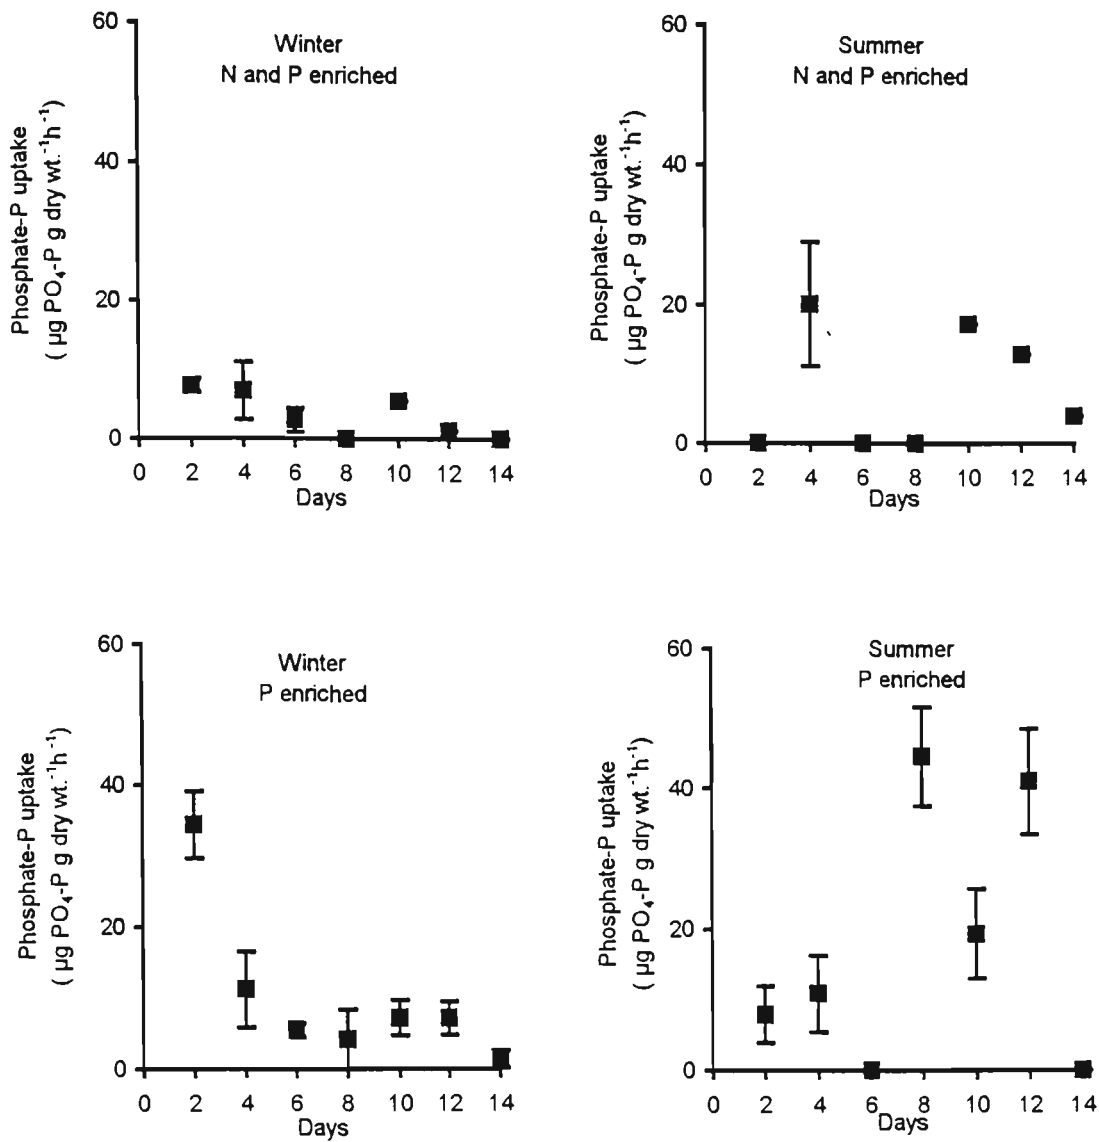 Winter
N and P enriched
Phosphate-P uptake
( µg PO₄-P g dry wt.⁻¹h⁻¹)
60
40
20
0
0 2 4 6 8 10 12 14
Days
Summer
N and P enriched
Phosphate-P uptake
( µg PO₄-P g dry wt.⁻¹h⁻¹)
60
40
20
0
0 2 4 6 8 10 12 14
Days
Winter
P enriched
Phosphate-P uptake
( µg PO₄-P g dry wt.⁻¹h⁻¹)
60
40
20
0
0 2 4 6 8 10 12 14
Days
Summer
P enriched
Phosphate-P uptake
( µg PO₄-P g dry wt.⁻¹h⁻¹)
60
40
20
0
0 2 4 6 8 10 12 14
Days